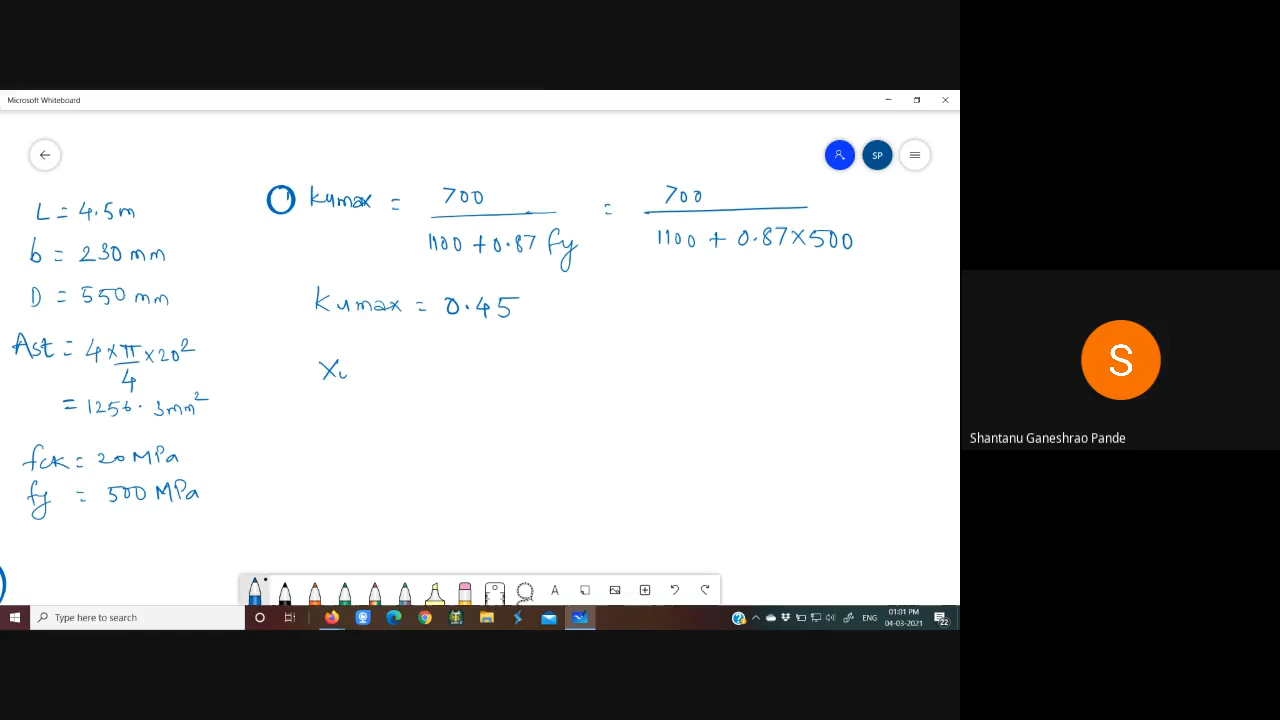 Microsoft Whiteboard
SP
L = 4.5 m
b = 230 mm
D = 550 mm
Ast = 4 × π/4 × 20²
= 1256.3 mm²
fck = 20 MPa
fy = 500 MPa
1 Kumax = 700 / 1100 + 0.87 fy = 700 / 1100 + 0.87 × 500
Kumax = 0.45
Xu
A
Type here to search
ENG
01:01 PM
04-03-2021
22
S
Shantanu Ganeshrao Pande